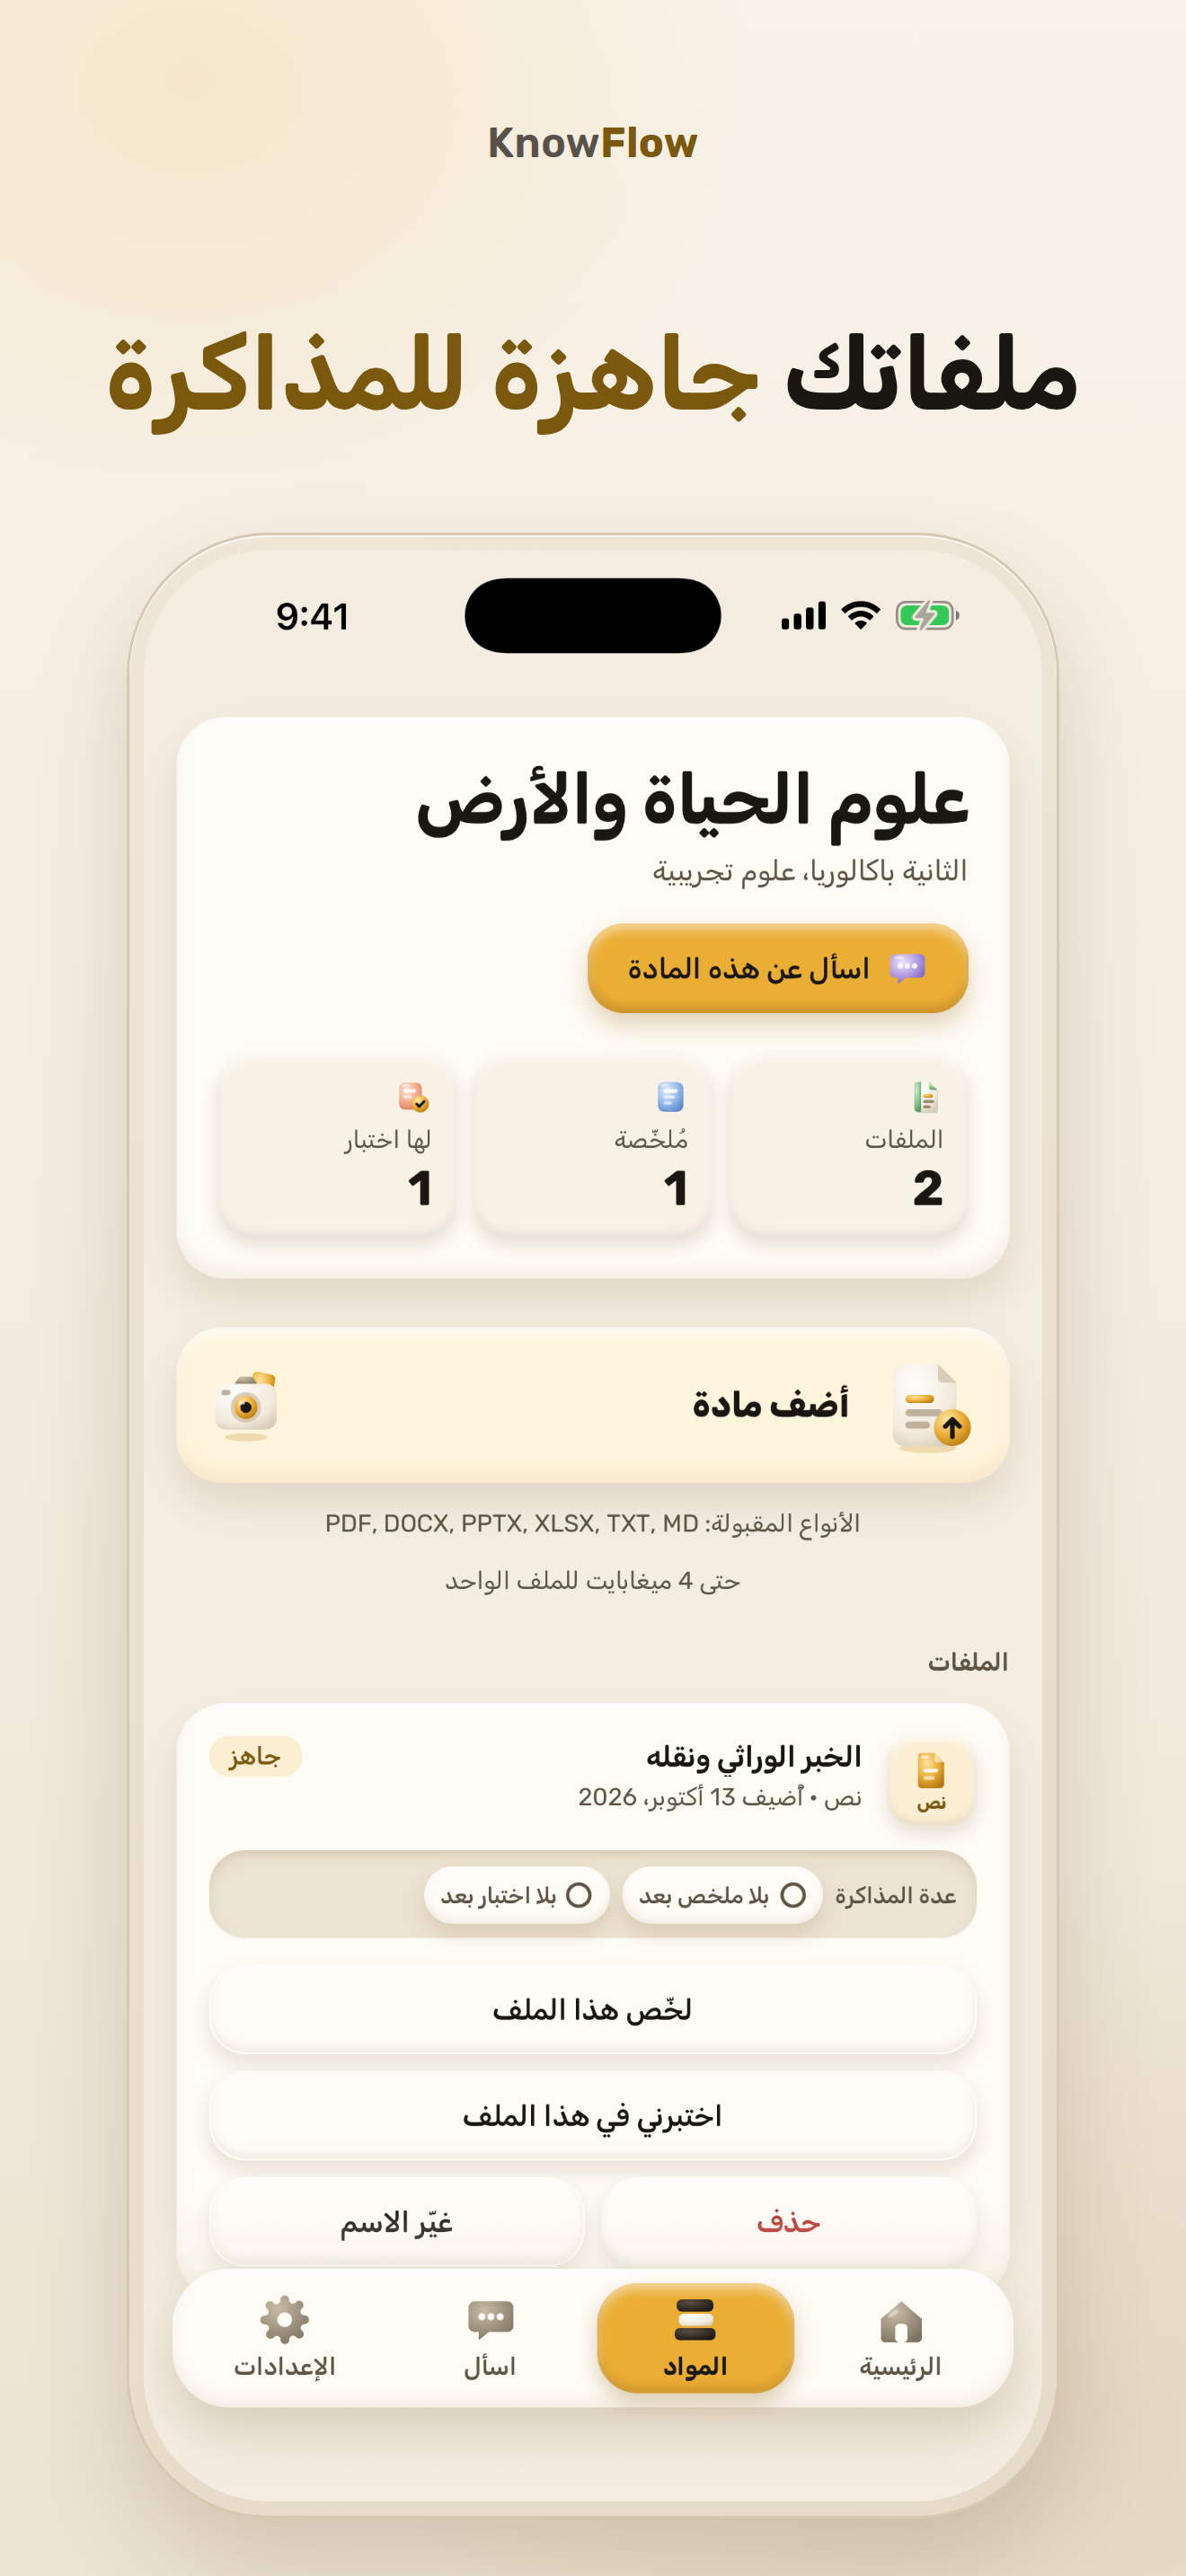 KnowFlow
ملفاتك جاهزة للمذاكرة
9:41
علوم الحياة والأرض
الثانية باكالوريا، علوم تجريبية
اسأل عن هذه المادة
الملفات
2
مُلخّصة
1
لها اختبار
1
أضف مادة
الأنواع المقبولة: PDF, DOCX, PPTX, XLSX, TXT, MD
حتى 4 ميغابايت للملف الواحد
الملفات
الخبر الوراثي ونقله
جاهز
نص • أُضيف 13 أكتوبر، 2026
نص
عدة المذاكرة
بلا ملخص بعد
بلا اختبار بعد
لخّص هذا الملف
اختبرني في هذا الملف
حذف
غيّر الاسم
الرئيسية
المواد
اسأل
الإعدادات